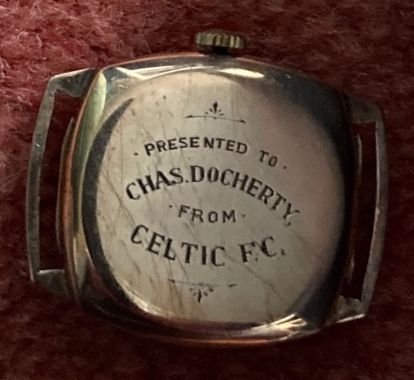 · PRESENTED TO ·
CHAS. DOCHERTY,
· FROM ·
CELTIC F.C.